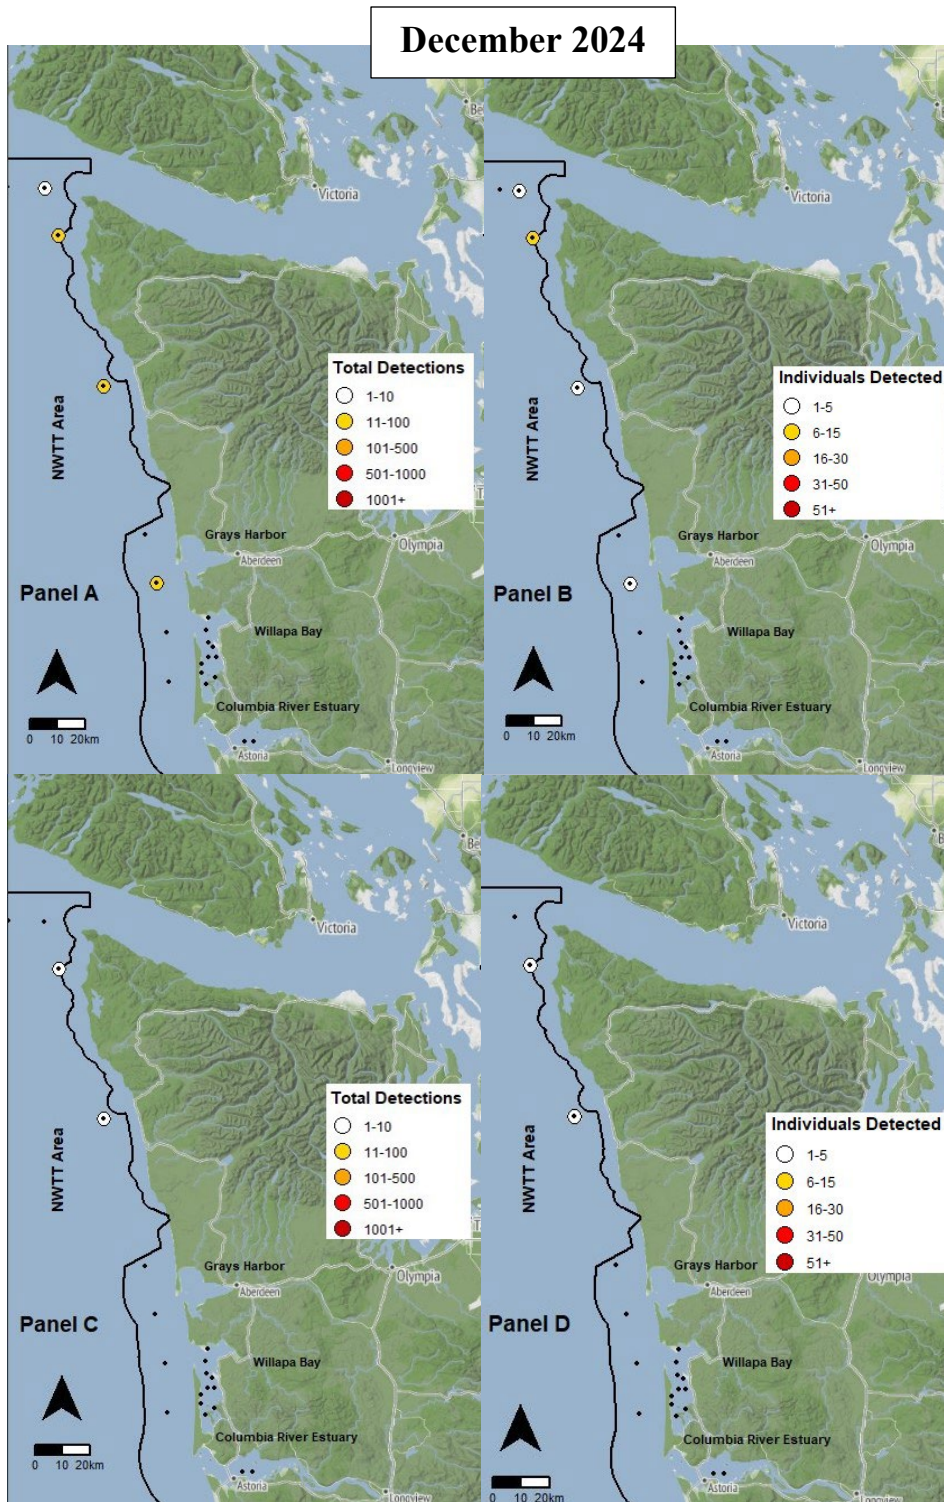 December 2024
Victoria
NWTT Area
Total Detections
1-10
11-100
101-500
501-1000
1001+
Grays Harbor
Aberdeen
Olympia
Panel A
Willapa Bay
Columbia River Estuary
0 10 20km
Astoria
Longview
Victoria
NWTT Area
Individuals Detected
1-5
6-15
16-30
31-50
51+
Grays Harbor
Aberdeen
Olympia
Panel B
Willapa Bay
Columbia River Estuary
0 10 20km
Astoria
Longview
Victoria
NWTT Area
Total Detections
1-10
11-100
101-500
501-1000
1001+
Grays Harbor
Aberdeen
Olympia
Panel C
Willapa Bay
Columbia River Estuary
0 10 20km
Astoria
Longview
Victoria
NWTT Area
Individuals Detected
1-5
6-15
16-30
31-50
51+
Grays Harbor
Aberdeen
Olympia
Panel D
Willapa Bay
Columbia River Estuary
0 10 20km
Astoria
Longview